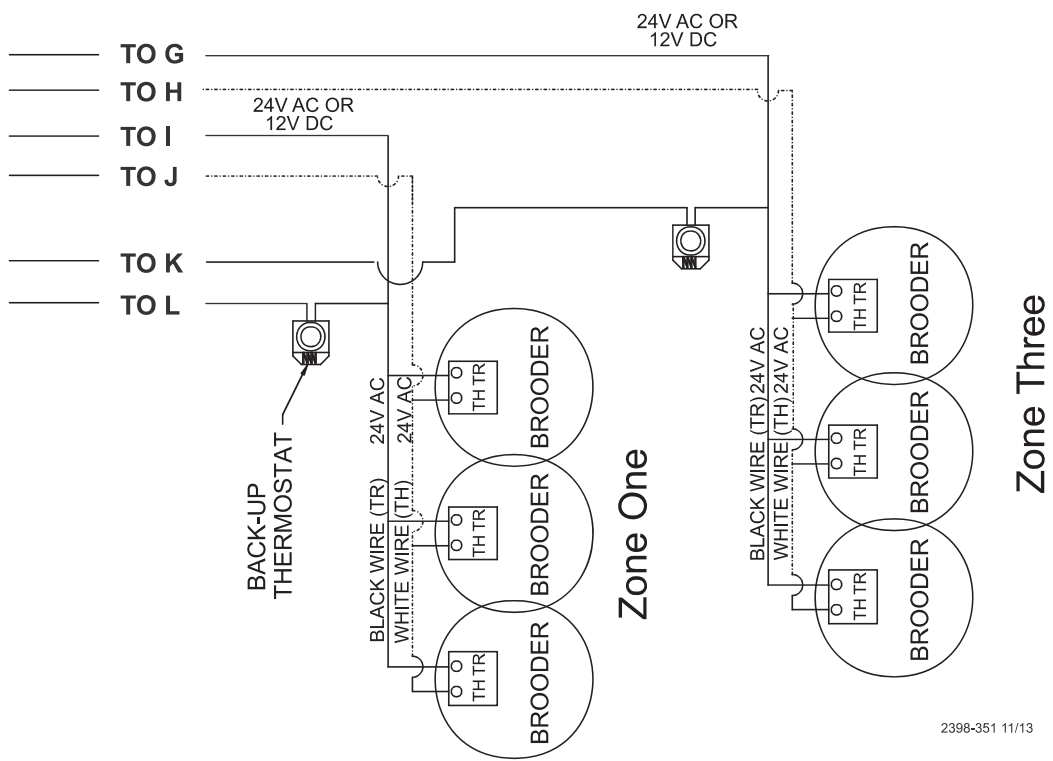 24V AC OR
12V DC
TO G
TO H
24V AC OR
12V DC
TO I
TO J
TO K
TO L
BACK-UP
THERMOSTAT
BLACK WIRE (TR) 24V AC
WHITE WIRE (TH) 24V AC
TH TR
BROODER
TH TR
BROODER
TH TR
BROODER
Zone One
BLACK WIRE (TR) 24V AC
WHITE WIRE (TH) 24V AC
TH TR
BROODER
TH TR
BROODER
TH TR
BROODER
Zone Three
2398-351 11/13